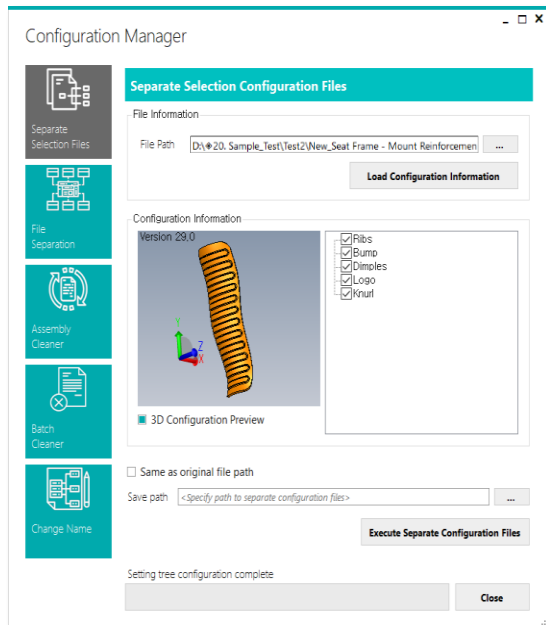 Configuration Manager
Separate
Selection Files
File
Separation
Assembly
Cleaner
Batch
Cleaner
Change Name
Separate Selection Configuration Files
File Information
File Path
D:\◈20. Sample_Test\Test2\New_Seat Frame - Mount Reinforcemen
...
Load Configuration Information
Configuration Information
Version 29.0
Y
Z
X
3D Configuration Preview
Ribs
Bump
Dimples
Logo
Knurl
Same as original file path
Save path
<Specify path to separate configuration files>
...
Execute Separate Configuration Files
Setting tree configuration complete
Close